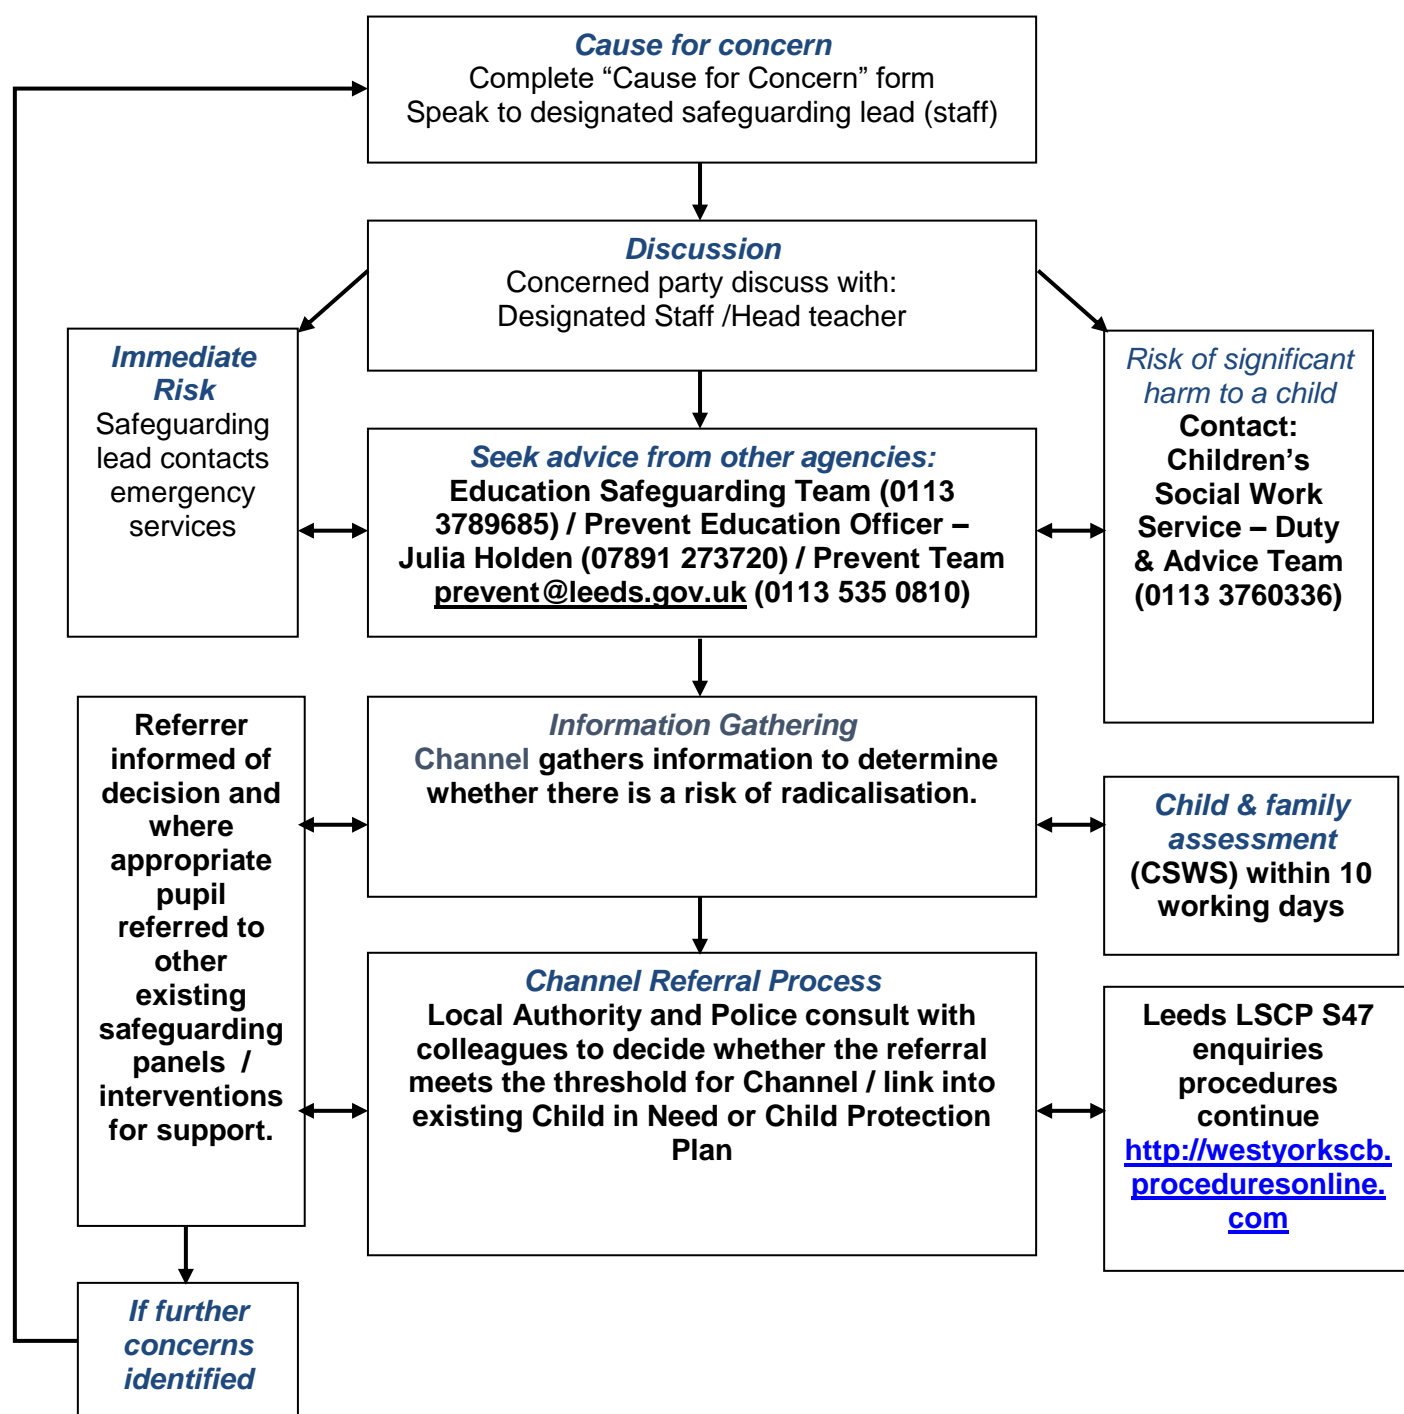 Cause for concern
Complete “Cause for Concern” form
Speak to designated safeguarding lead (staff)
Discussion
Concerned party discuss with:
Designated Staff /Head teacher
Immediate
Risk
Safeguarding
lead contacts
emergency
services
Seek advice from other agencies:
Education Safeguarding Team (0113
3789685) / Prevent Education Officer –
Julia Holden (07891 273720) / Prevent Team
prevent@leeds.gov.uk (0113 535 0810)
Risk of significant
harm to a child
Contact:
Children’s
Social Work
Service – Duty
& Advice Team
(0113 3760336)
Referrer
informed of
decision and
where
appropriate
pupil
referred to
other
existing
safeguarding
panels /
interventions
for support.
Information Gathering
Channel gathers information to determine
whether there is a risk of radicalisation.
Child & family
assessment
(CSWS) within 10
working days
Channel Referral Process
Local Authority and Police consult with
colleagues to decide whether the referral
meets the threshold for Channel / link into
existing Child in Need or Child Protection
Plan
Leeds LSCP S47
enquiries
procedures
continue
http://westyorkscb.
proceduresonline.
com
If further
concerns
identified